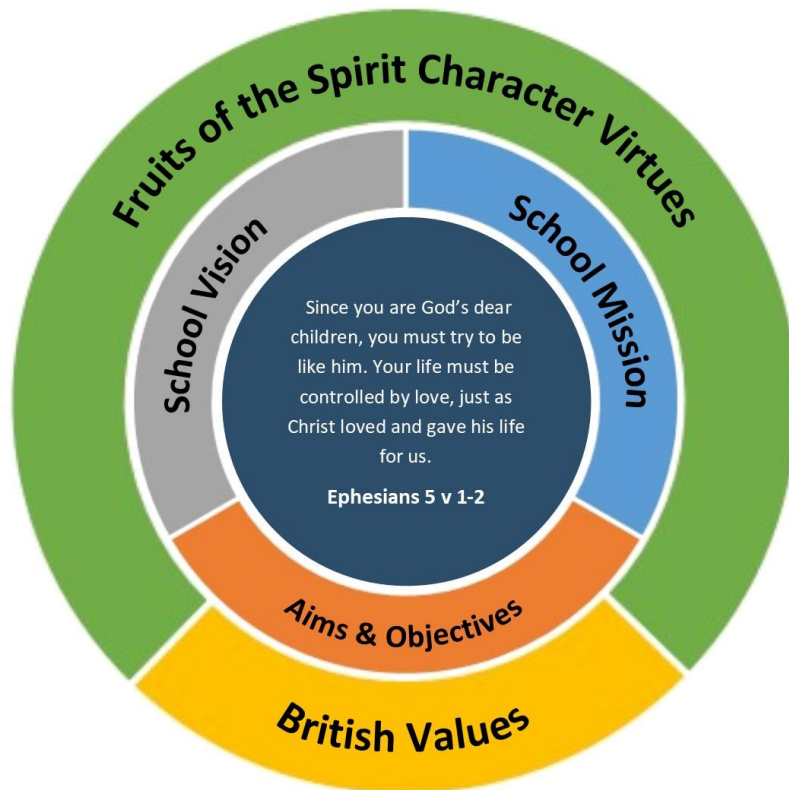 Fruits of the Spirit Character Virtues
School Vision
School Mission
Since you are God’s dear
children, you must try to be
like him. Your life must be
controlled by love, just as
Christ loved and gave his life
for us.
Ephesians 5 v 1-2
Aims & Objectives
British Values